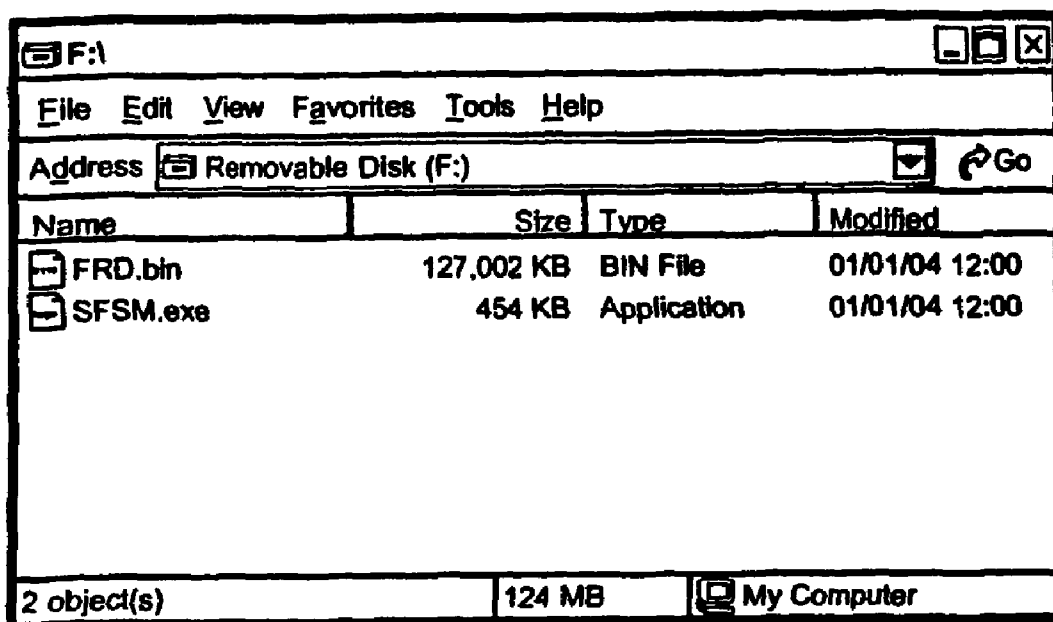 F:\
File Edit View Favorites Tools Help
Address Removable Disk (F:) Go
Name Size Type Modified
FRD.bin 127,002 KB BIN File 01/01/04 12:00
SFSM.exe 454 KB Application 01/01/04 12:00
2 object(s) 124 MB My Computer